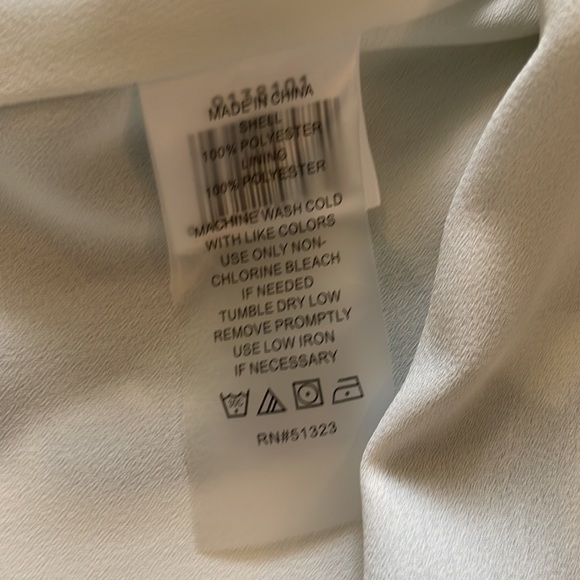 MADE IN CHINA
SHELL
100% POLYESTER
LINING
100% POLYESTER
MACHINE WASH COLD
WITH LIKE COLORS
USE ONLY NON-
CHLORINE BLEACH
IF NEEDED
TUMBLE DRY LOW
REMOVE PROMPTLY
USE LOW IRON
IF NECESSARY
30C
RN#51323